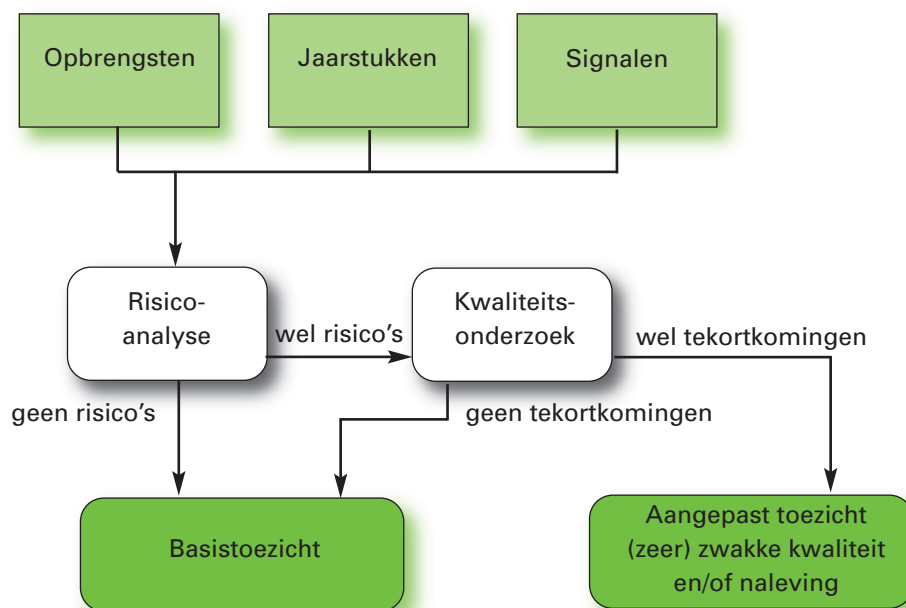 Opbrengsten
Jaarstukken
Signalen
Risico-
analyse
wel risico's
Kwaliteits-
onderzoek
wel tekortkomingen
geen risico's
geen tekortkomingen
Basistoezicht
Aangepast toezicht
(zeer) zwakke kwaliteit
en/of naleving